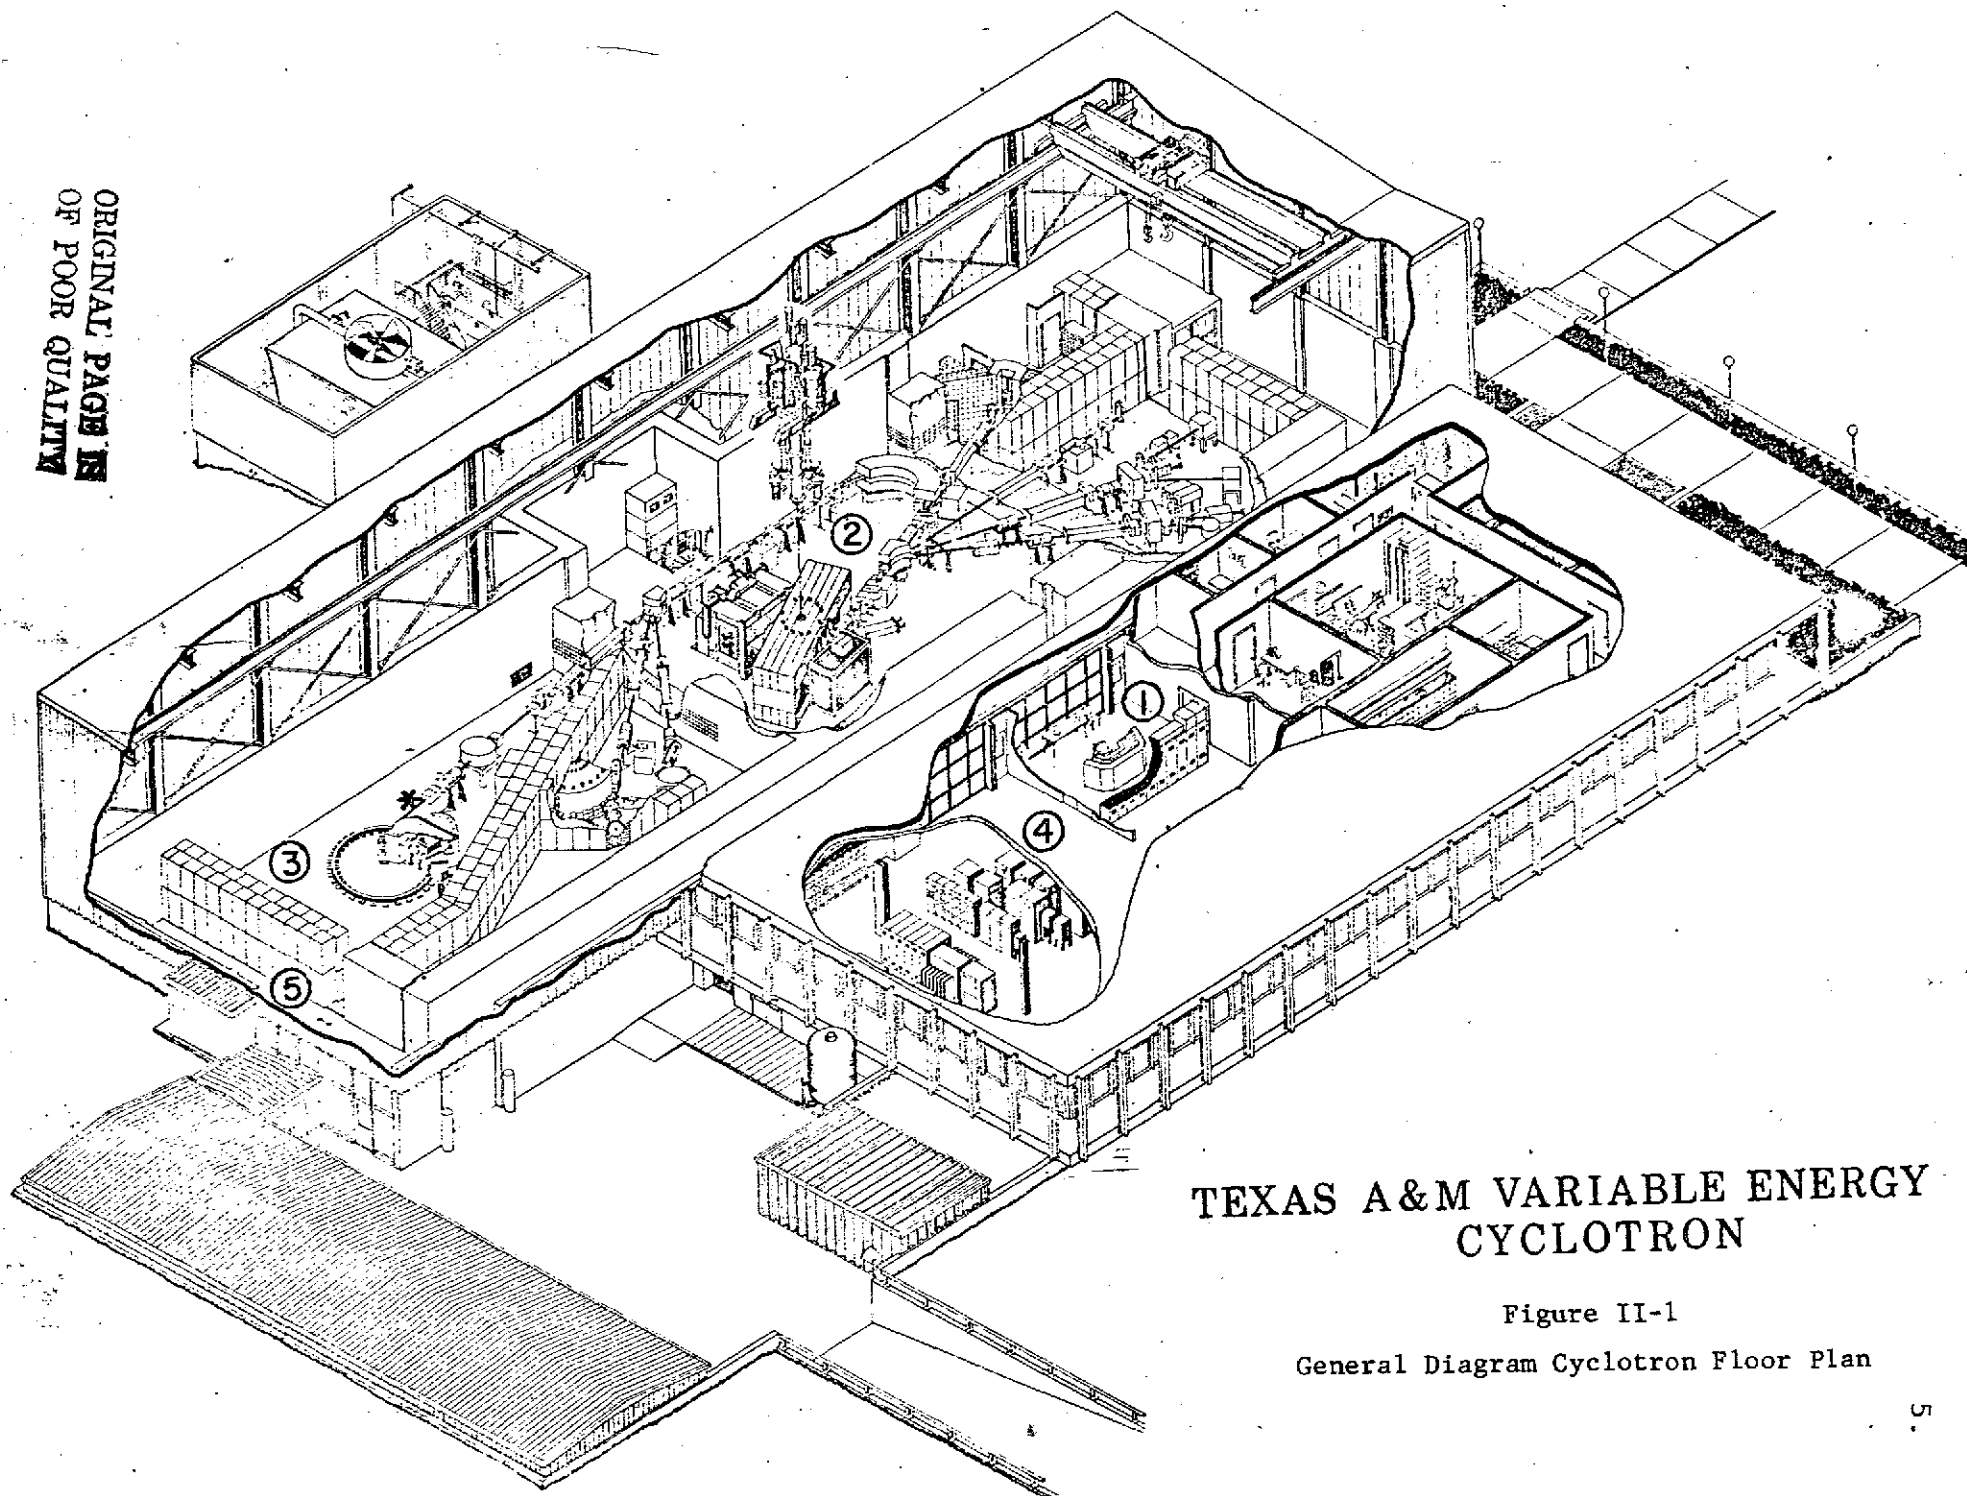 ORIGINAL PAGE IS
OF POOR QUALITY
②
①
④
③
⑤
*
TEXAS A&M VARIABLE ENERGY
CYCLOTRON
Figure II-1
General Diagram Cyclotron Floor Plan
5.